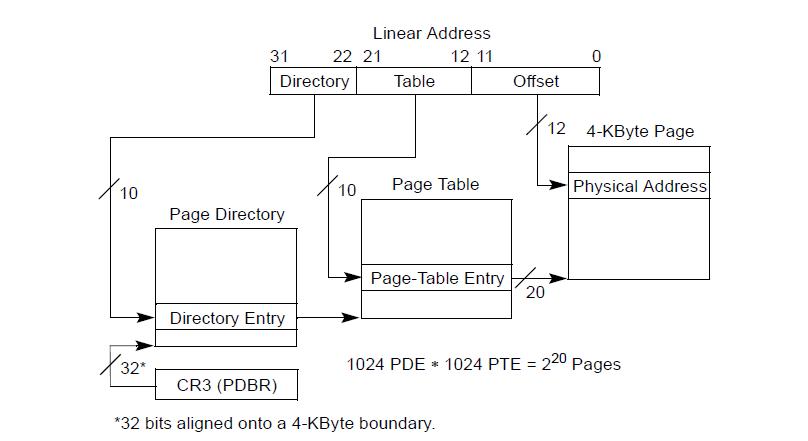 Linear Address
31 22 21 12 11 0
Directory Table Offset
12 4-KByte Page
Physical Address
10 10 Page Table
Page Directory
Page-Table Entry
20
Directory Entry
32*
1024 PDE * 1024 PTE = 2^20 Pages
CR3 (PDBR)
*32 bits aligned onto a 4-KByte boundary.